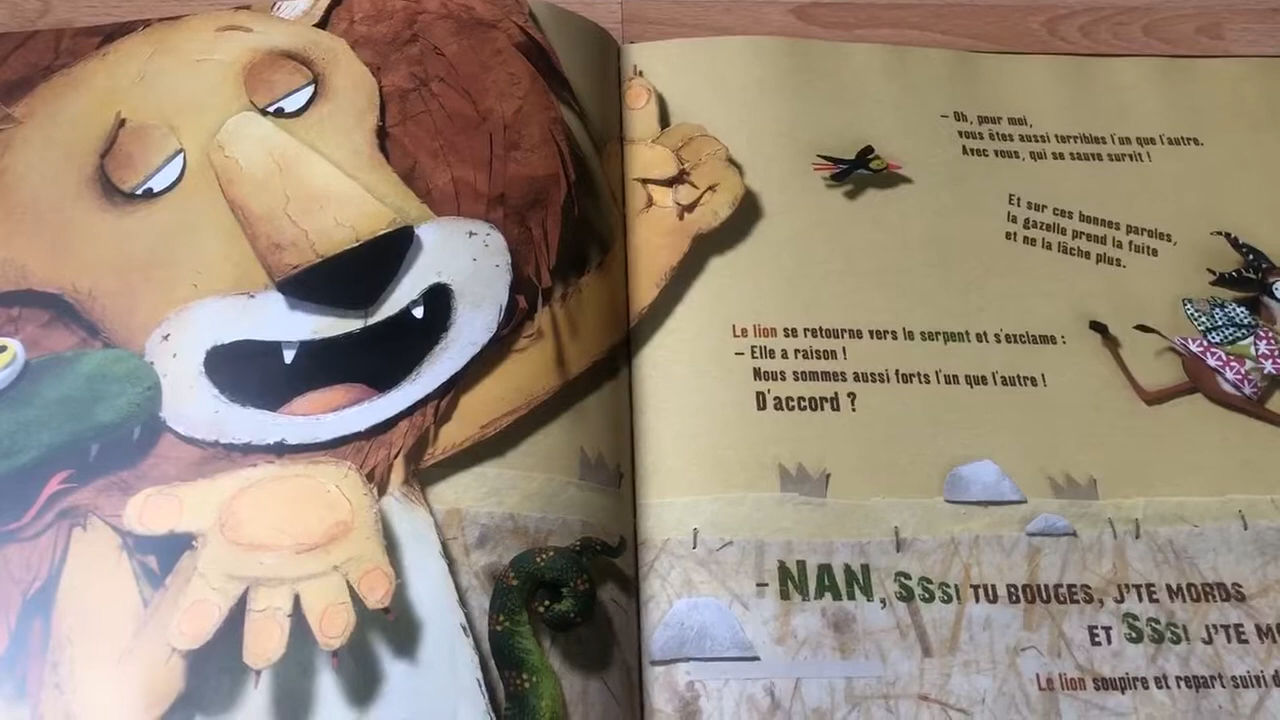 – Oh, pour moi,
vous êtes aussi terribles l'un que l'autre.
Avec vous, qui se sauve survit !
Et sur ces bonnes paroles,
la gazelle prend la fuite
et ne la lâche plus.
Le lion se retourne vers le serpent et s'exclame :
– Elle a raison !
Nous sommes aussi forts l'un que l'autre !
D'accord ?
– NAN, SSSI TU BOUGES, J'TE MORDS
ET SSSI J'TE
Le lion soupire et repart suivi